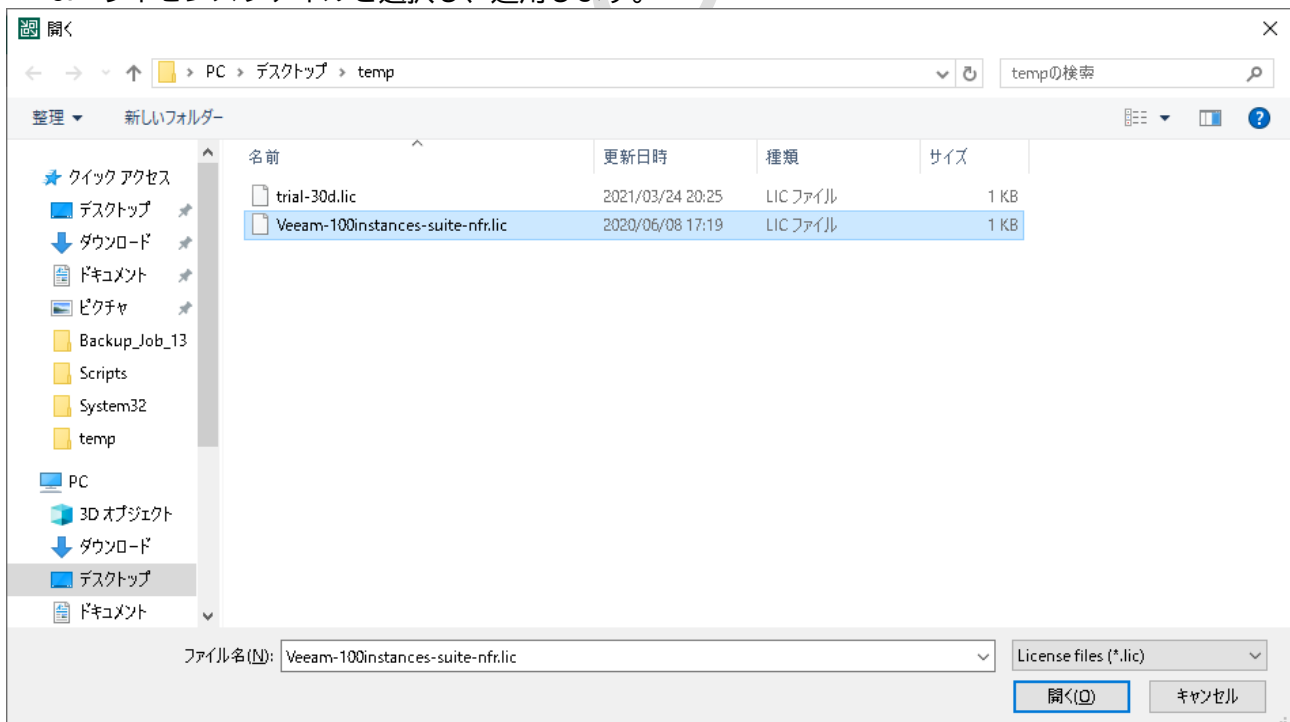 開く
PC > デスクトップ > temp
tempの検索
整理
新しいフォルダー
名前 更新日時 種類 サイズ
trial-30d.lic 2021/03/24 20:25 LIC ファイル 1 KB
Veeam-100instances-suite-nfr.lic 2020/06/08 17:19 LIC ファイル 1 KB
クイック アクセス
デスクトップ
ダウンロード
ドキュメント
ピクチャ
Backup_Job_13
Scripts
System32
temp
PC
3D オブジェクト
ダウンロード
デスクトップ
ドキュメント
ファイル名(N): Veeam-100instances-suite-nfr.lic License files (*.lic)
開く(O) キャンセル